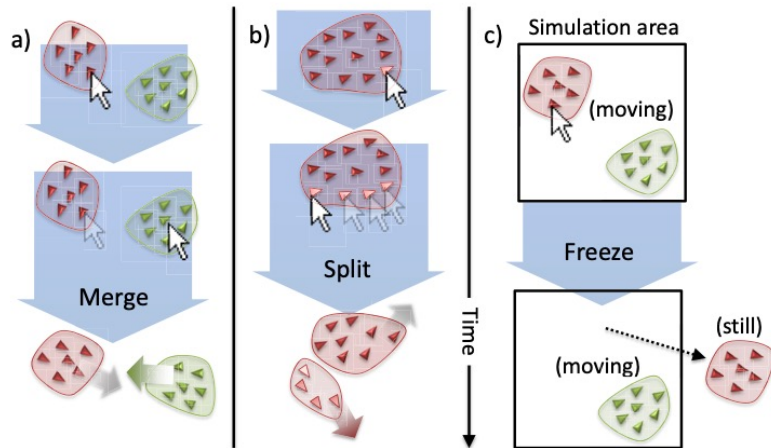 a)
Merge
b)
Split
Time
c)
Simulation area
(moving)
Freeze
(still)
(moving)